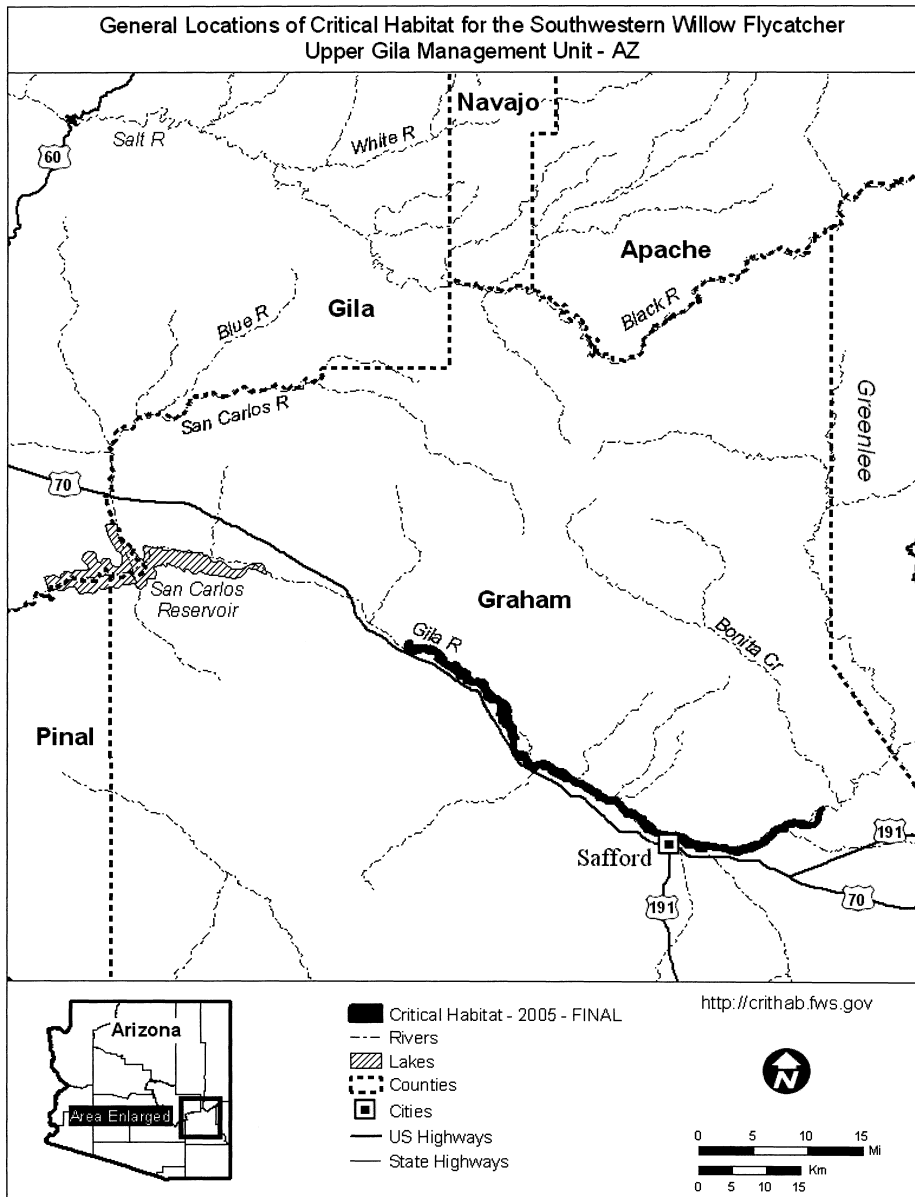 General Locations of Critical Habitat for the Southwestern Willow Flycatcher
Upper Gila Management Unit - AZ
Navajo
Salt R
White R
60
Apache
Black R
Blue R
Gila
San Carlos R
Greenlee
70
San Carlos
Reservoir
Graham
Gila R
Bonita Cr
Pinal
Safford
191
191
70
Arizona
Area Enlarged
Critical Habitat - 2005 - FINAL
Rivers
Lakes
Counties
Cities
US Highways
State Highways
http://crithab.fws.gov
N
0 5 10 15
Mi
Km
0 5 10 15